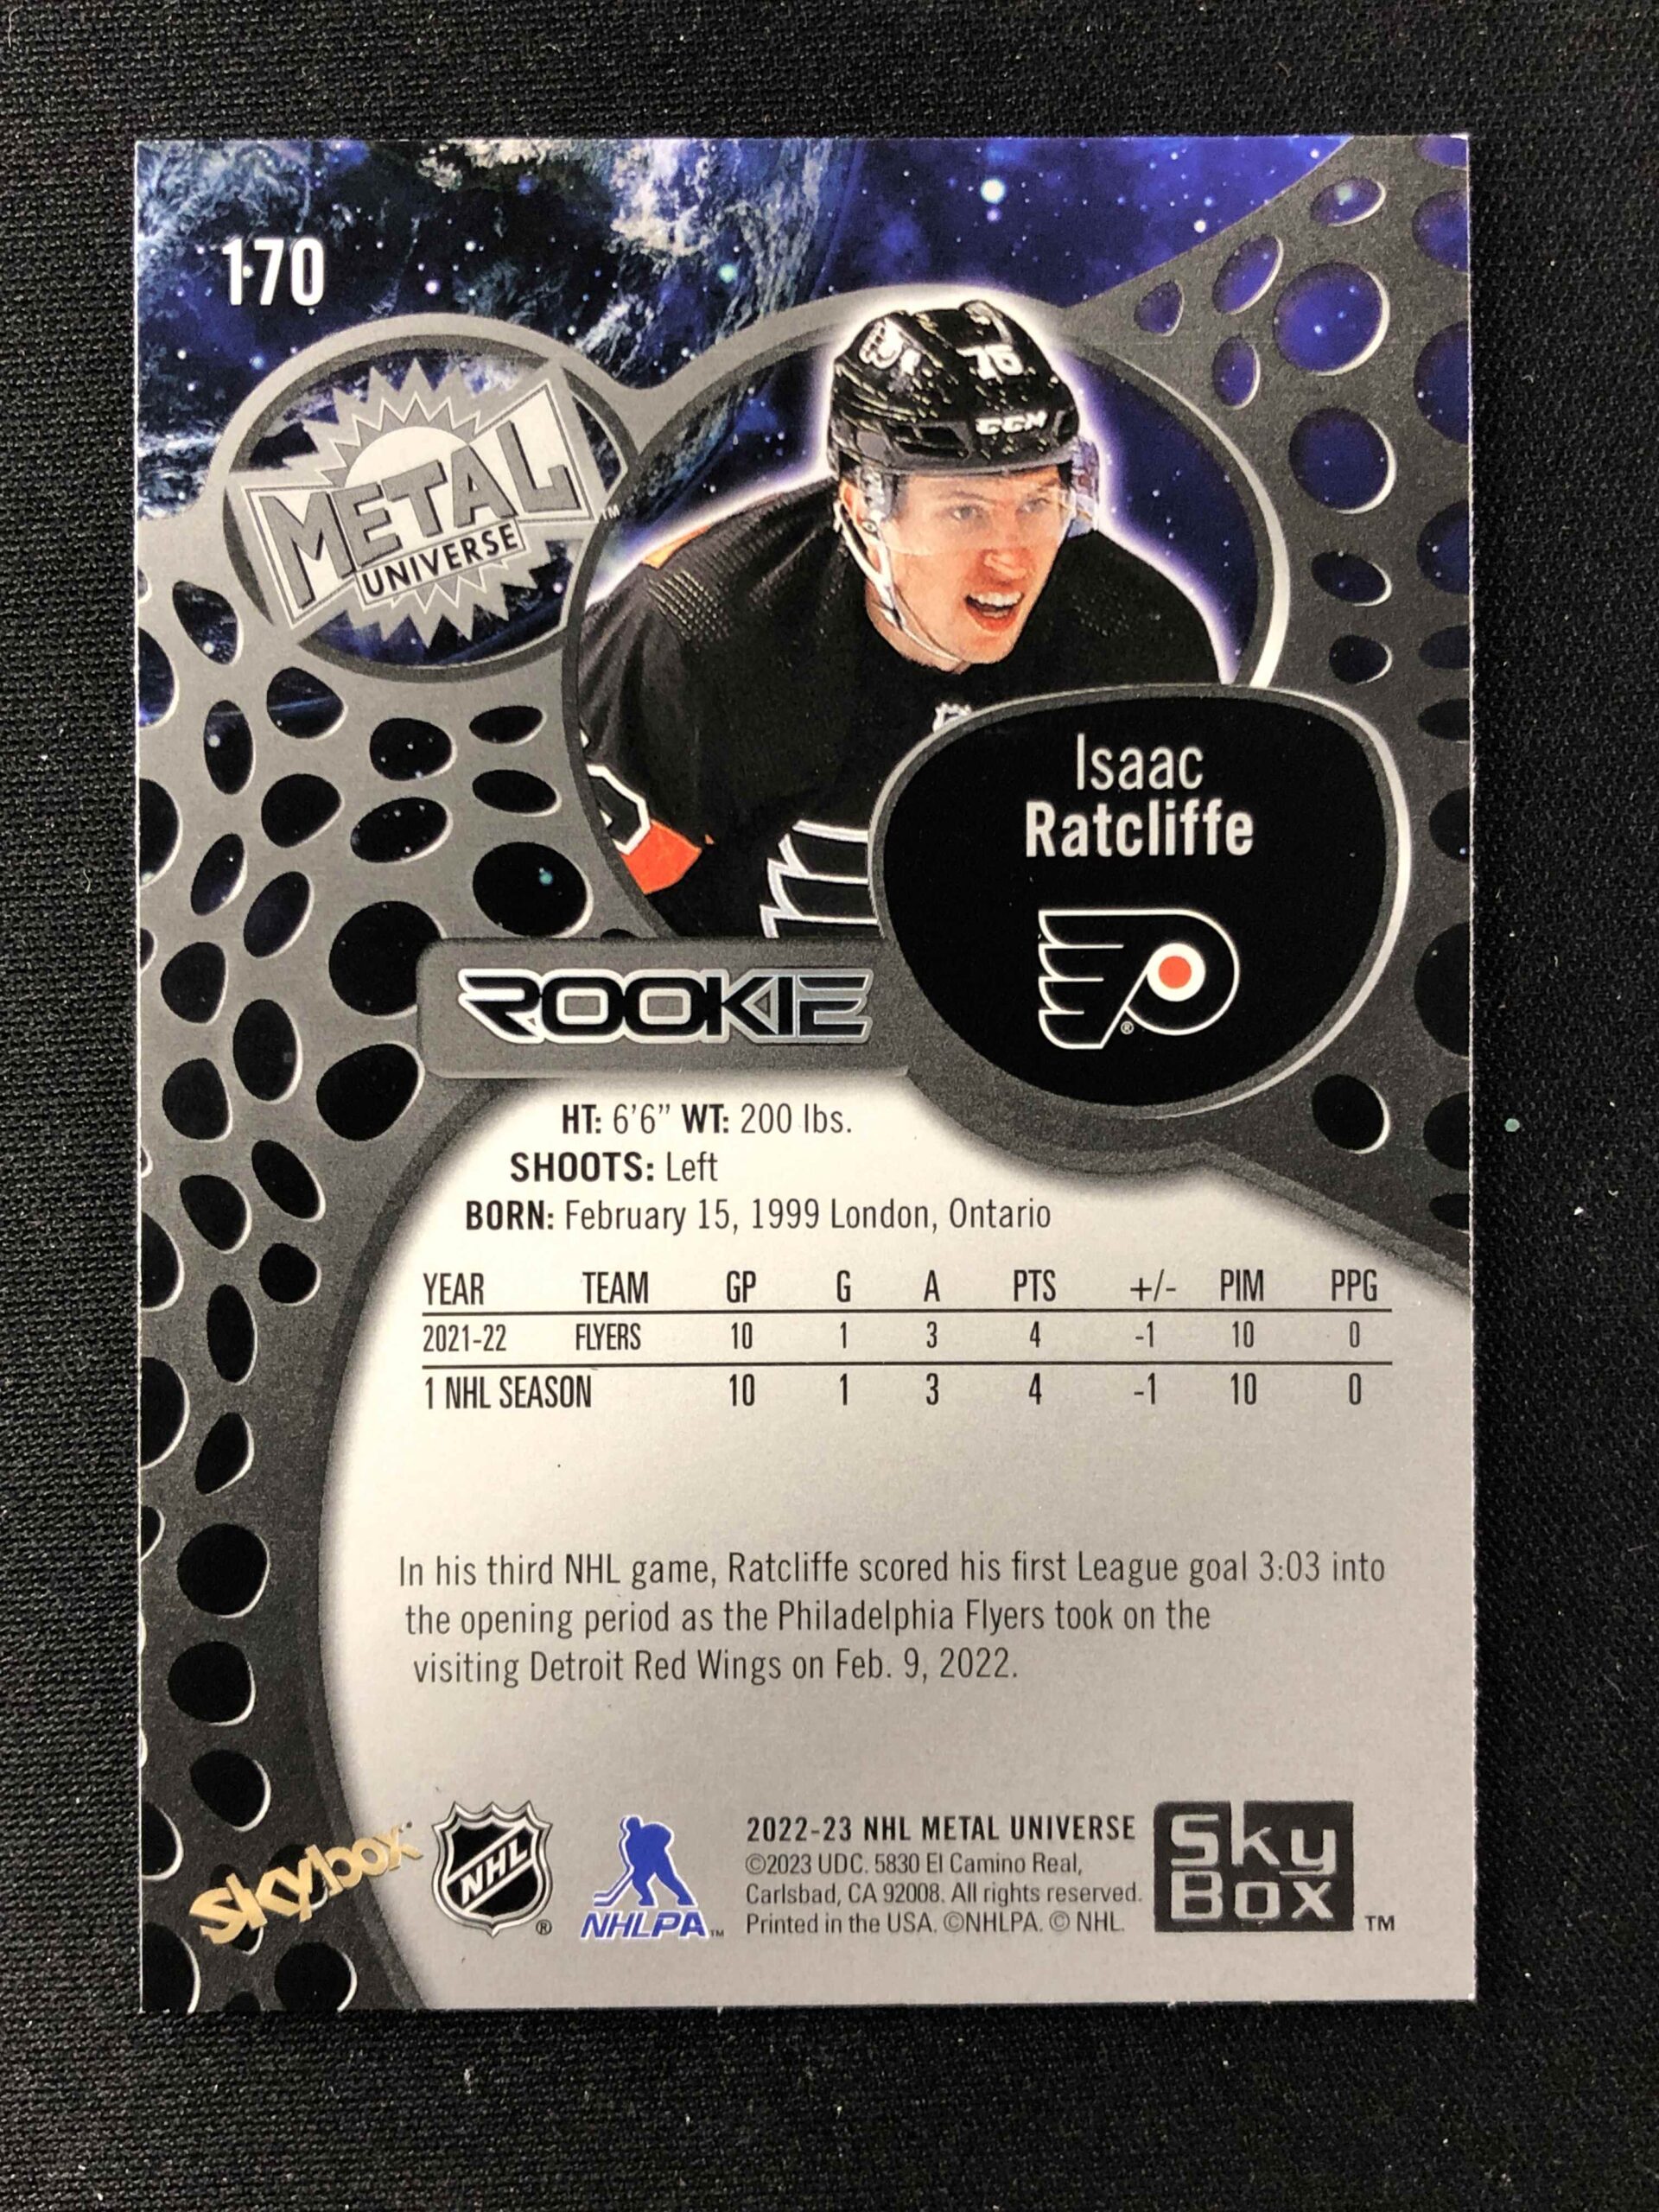 170
76
CCM
METAL
UNIVERSE
TM
Isaac
Ratcliffe
®
ROOKIE
HT: 6'6" WT: 200 lbs.
SHOOTS: Left
BORN: February 15, 1999 London, Ontario
YEAR TEAM GP G A PTS +/- PIM PPG
2021-22 FLYERS 10 1 3 4 -1 10 0
1 NHL SEASON 10 1 3 4 -1 10 0
In his third NHL game, Ratcliffe scored his first League goal 3:03 into
the opening period as the Philadelphia Flyers took on the
visiting Detroit Red Wings on Feb. 9, 2022.
skybox
NHL
®
NHLPA TM
2022-23 NHL METAL UNIVERSE
©2023 UDC. 5830 El Camino Real,
Carlsbad, CA 92008. All rights reserved.
Printed in the USA. ©NHLPA. © NHL.
Sky
Box
TM